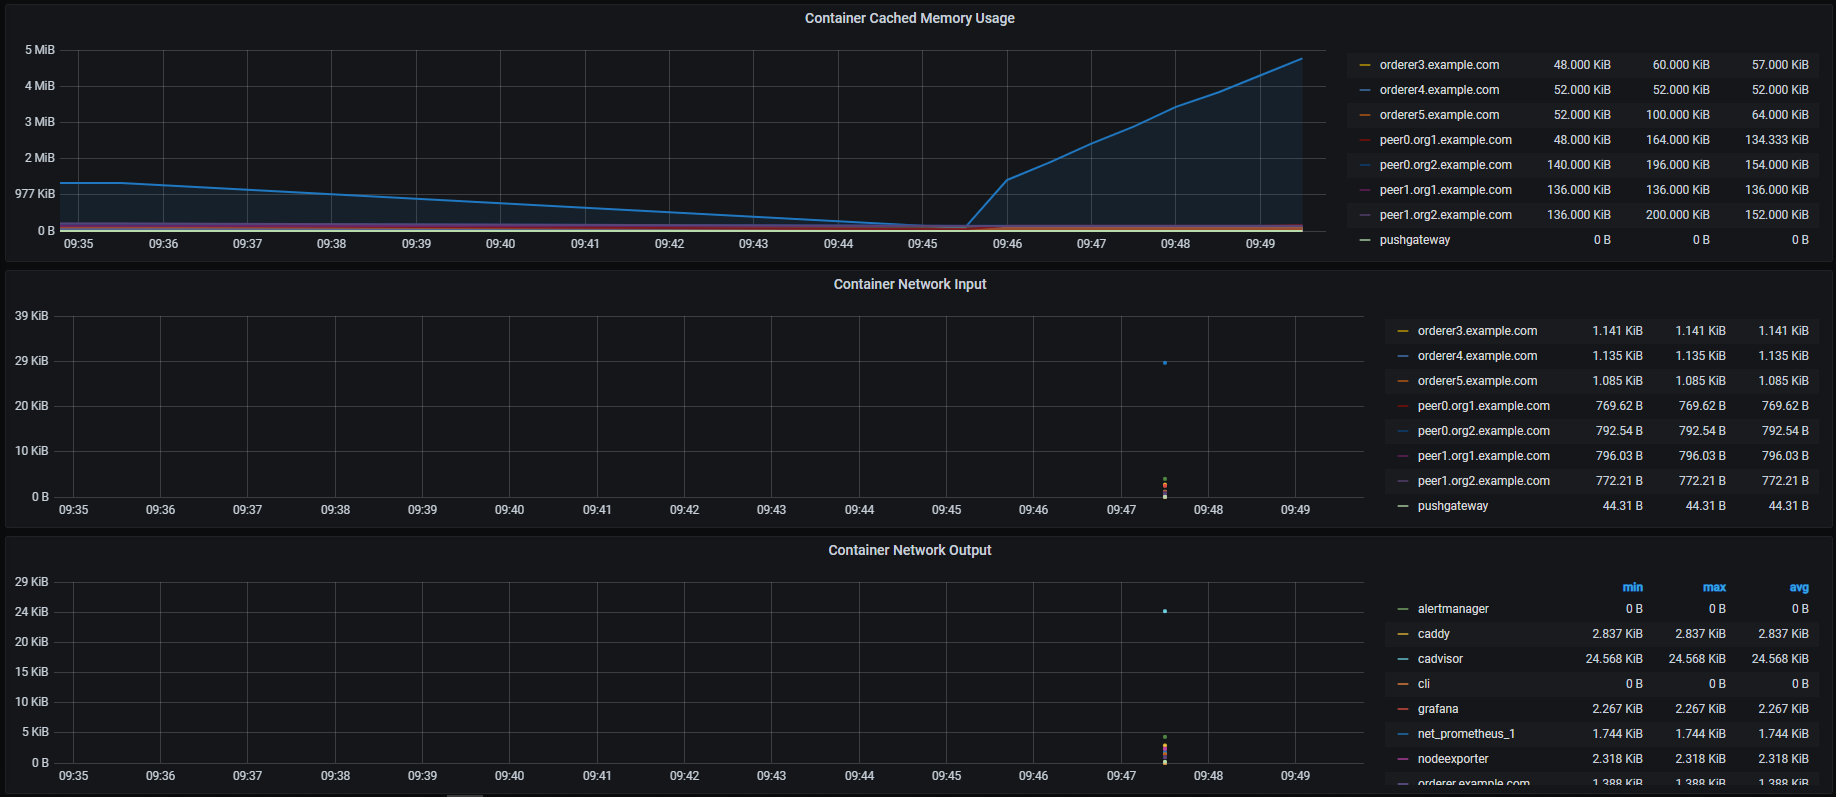 Container Cached Memory Usage
5 MiB
4 MiB
3 MiB
2 MiB
977 KiB
0 B
09:35 09:36 09:37 09:38 09:39 09:40 09:41 09:42 09:43 09:44 09:45 09:46 09:47 09:48 09:49
orderer3.example.com 48.000 KiB 60.000 KiB 57.000 KiB
orderer4.example.com 52.000 KiB 52.000 KiB 52.000 KiB
orderer5.example.com 52.000 KiB 100.000 KiB 64.000 KiB
peer0.org1.example.com 48.000 KiB 164.000 KiB 134.333 KiB
peer0.org2.example.com 140.000 KiB 196.000 KiB 154.000 KiB
peer1.org1.example.com 136.000 KiB 136.000 KiB 136.000 KiB
peer1.org2.example.com 136.000 KiB 200.000 KiB 152.000 KiB
pushgateway 0 B 0 B 0 B
Container Network Input
39 KiB
29 KiB
20 KiB
10 KiB
0 B
09:35 09:36 09:37 09:38 09:39 09:40 09:41 09:42 09:43 09:44 09:45 09:46 09:47 09:48 09:49
orderer3.example.com 1.141 KiB 1.141 KiB 1.141 KiB
orderer4.example.com 1.135 KiB 1.135 KiB 1.135 KiB
orderer5.example.com 1.085 KiB 1.085 KiB 1.085 KiB
peer0.org1.example.com 769.62 B 769.62 B 769.62 B
peer0.org2.example.com 792.54 B 792.54 B 792.54 B
peer1.org1.example.com 796.03 B 796.03 B 796.03 B
peer1.org2.example.com 772.21 B 772.21 B 772.21 B
pushgateway 44.31 B 44.31 B 44.31 B
Container Network Output
29 KiB
24 KiB
20 KiB
15 KiB
10 KiB
5 KiB
0 B
09:35 09:36 09:37 09:38 09:39 09:40 09:41 09:42 09:43 09:44 09:45 09:46 09:47 09:48 09:49
min max avg
alertmanager 0 B 0 B 0 B
caddy 2.837 KiB 2.837 KiB 2.837 KiB
cadvisor 24.568 KiB 24.568 KiB 24.568 KiB
cli 0 B 0 B 0 B
grafana 2.267 KiB 2.267 KiB 2.267 KiB
net_prometheus_1 1.744 KiB 1.744 KiB 1.744 KiB
nodeexporter 2.318 KiB 2.318 KiB 2.318 KiB
orderer.example.com 1.388 KiB 1.388 KiB 1.388 KiB